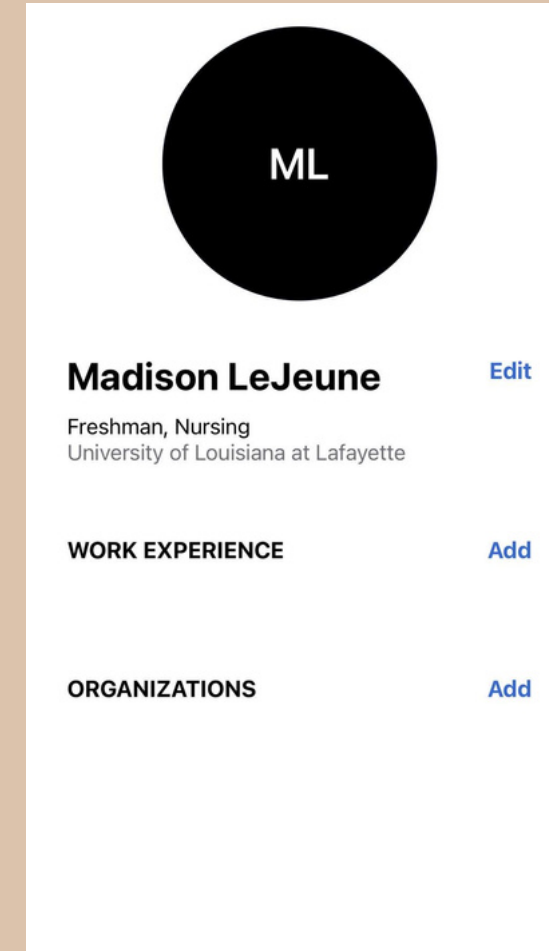 ML
Madison LeJeune Edit
Freshman, Nursing
University of Louisiana at Lafayette
WORK EXPERIENCE Add
ORGANIZATIONS Add